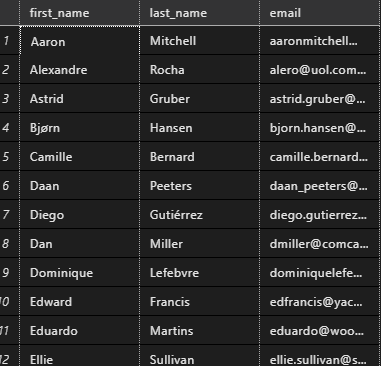 first_name last_name email
1 Aaron Mitchell aaronmitchell...
2 Alexandre Rocha alero@uol.com...
3 Astrid Gruber astrid.gruber@...
4 Bjørn Hansen bjorn.hansen@...
5 Camille Bernard camille.bernard...
6 Daan Peeters daan_peeters@...
7 Diego Gutiérrez diego.gutierrez...
8 Dan Miller dmiller@comca...
9 Dominique Lefebvre dominiquelefe...
10 Edward Francis edfrancis@yac...
11 Eduardo Martins eduardo@woo...
12 Ellie Sullivan ellie.sullivan@s...